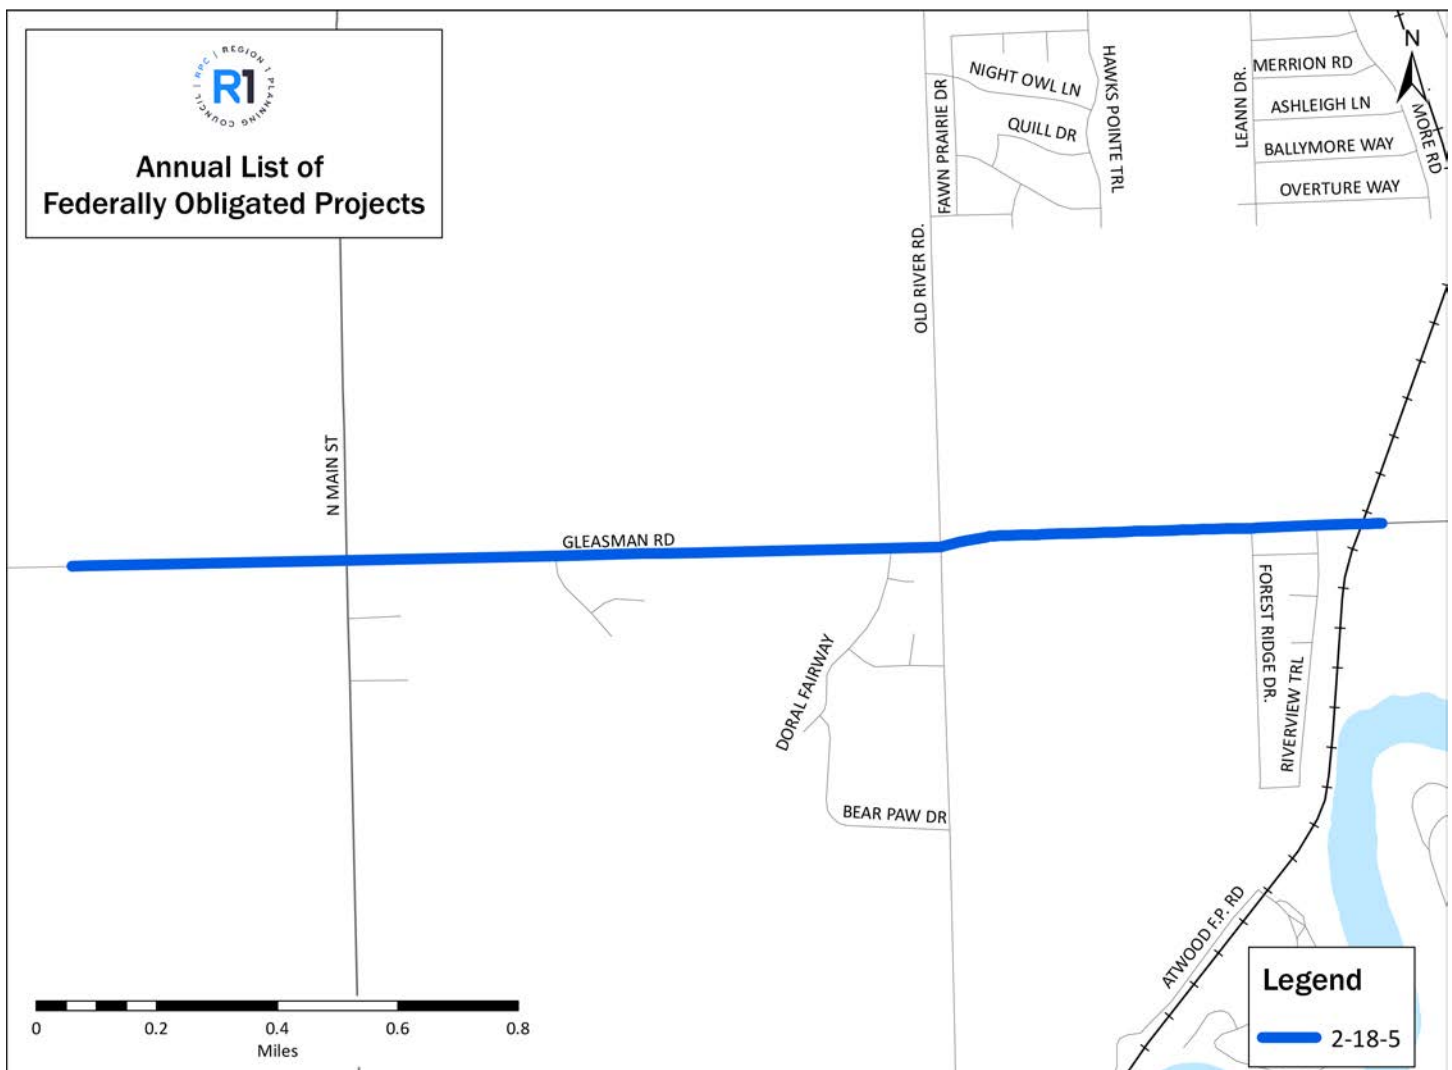 RPC | REGION 1 PLANNING COUNCIL |
R1
Annual List of
Federally Obligated Projects
N
NIGHT OWL LN
QUILL DR
FAWN PRAIRIE DR
HAWKS POINTE TRL
LEANN DR.
MERRION RD
ASHLEIGH LN
BALLYMORE WAY
OVERTURE WAY
MORE RD
OLD RIVER RD.
N MAIN ST
GLEASMAN RD
DORAL FAIRWAY
BEAR PAW DR
FOREST RIDGE DR.
RIVERVIEW TRL
ATWOOD F.P. RD
0 0.2 0.4 0.6 0.8
Miles
Legend
2-18-5